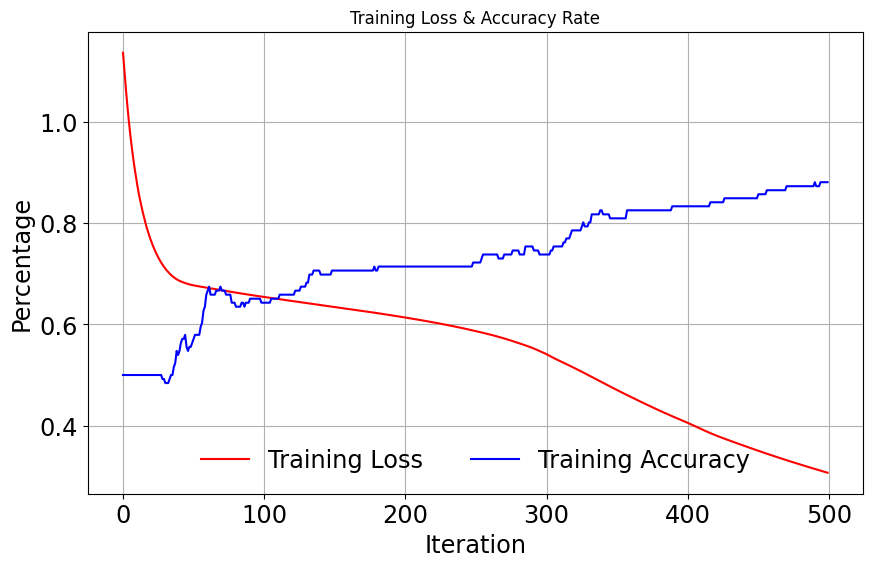 Training Loss & Accuracy Rate
Percentage
1.0
0.8
0.6
0.4
Training Loss
Training Accuracy
0
100
200
300
400
500
Iteration